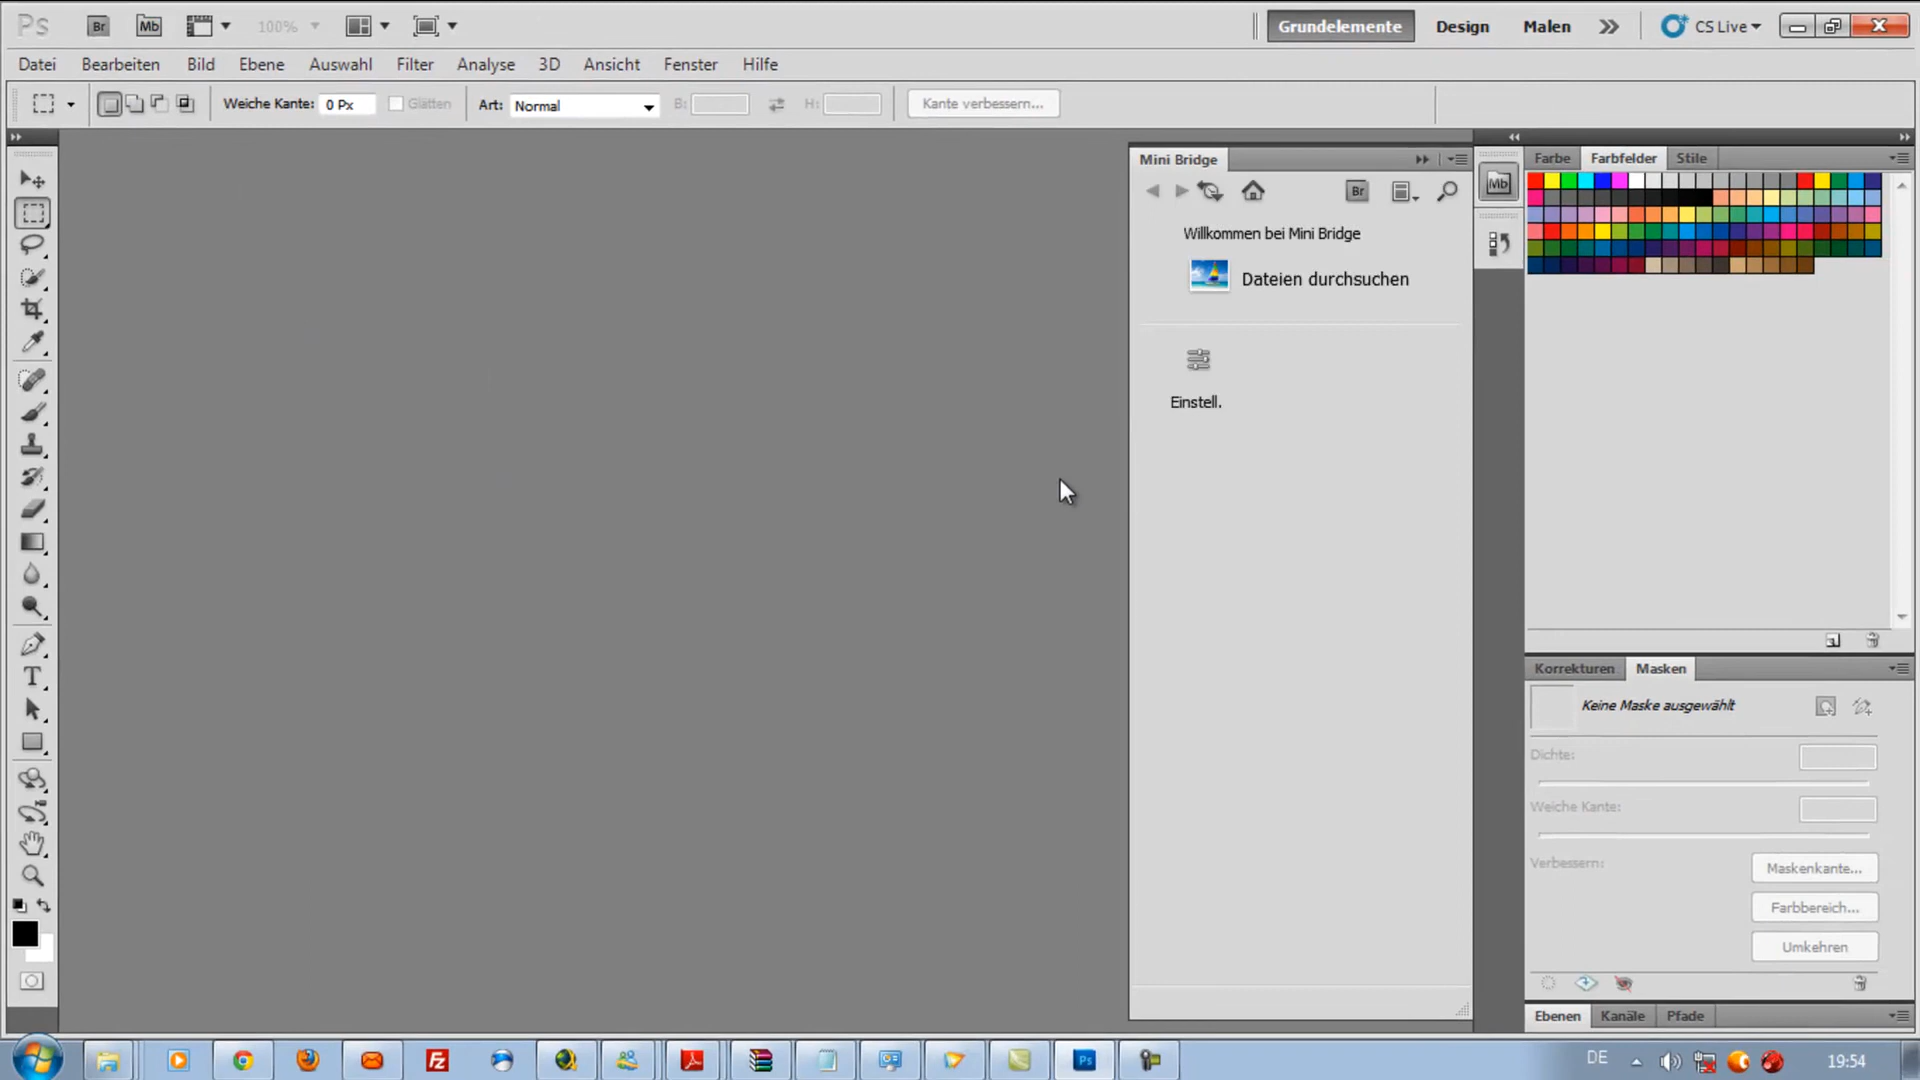 Ps Br Mb 100% Grundelemente Design Malen CS Live
Datei Bearbeiten Bild Ebene Auswahl Filter Analyse 3D Ansicht Fenster Hilfe
Weiche Kante: 0 Px Glätten Art: Normal B: H: Kante verbessern...
Mini Bridge
Br
Willkommen bei Mini Bridge
Dateien durchsuchen
Einstell.
Mb
Farbe Farbfelder Stile
Korrekturen Masken
Keine Maske ausgewählt
Dichte:
Weiche Kante:
Verbessern:
Maskenkante...
Farbbereich...
Umkehren
Ebenen Kanäle Pfade
T
Fz Ps DE 19:54